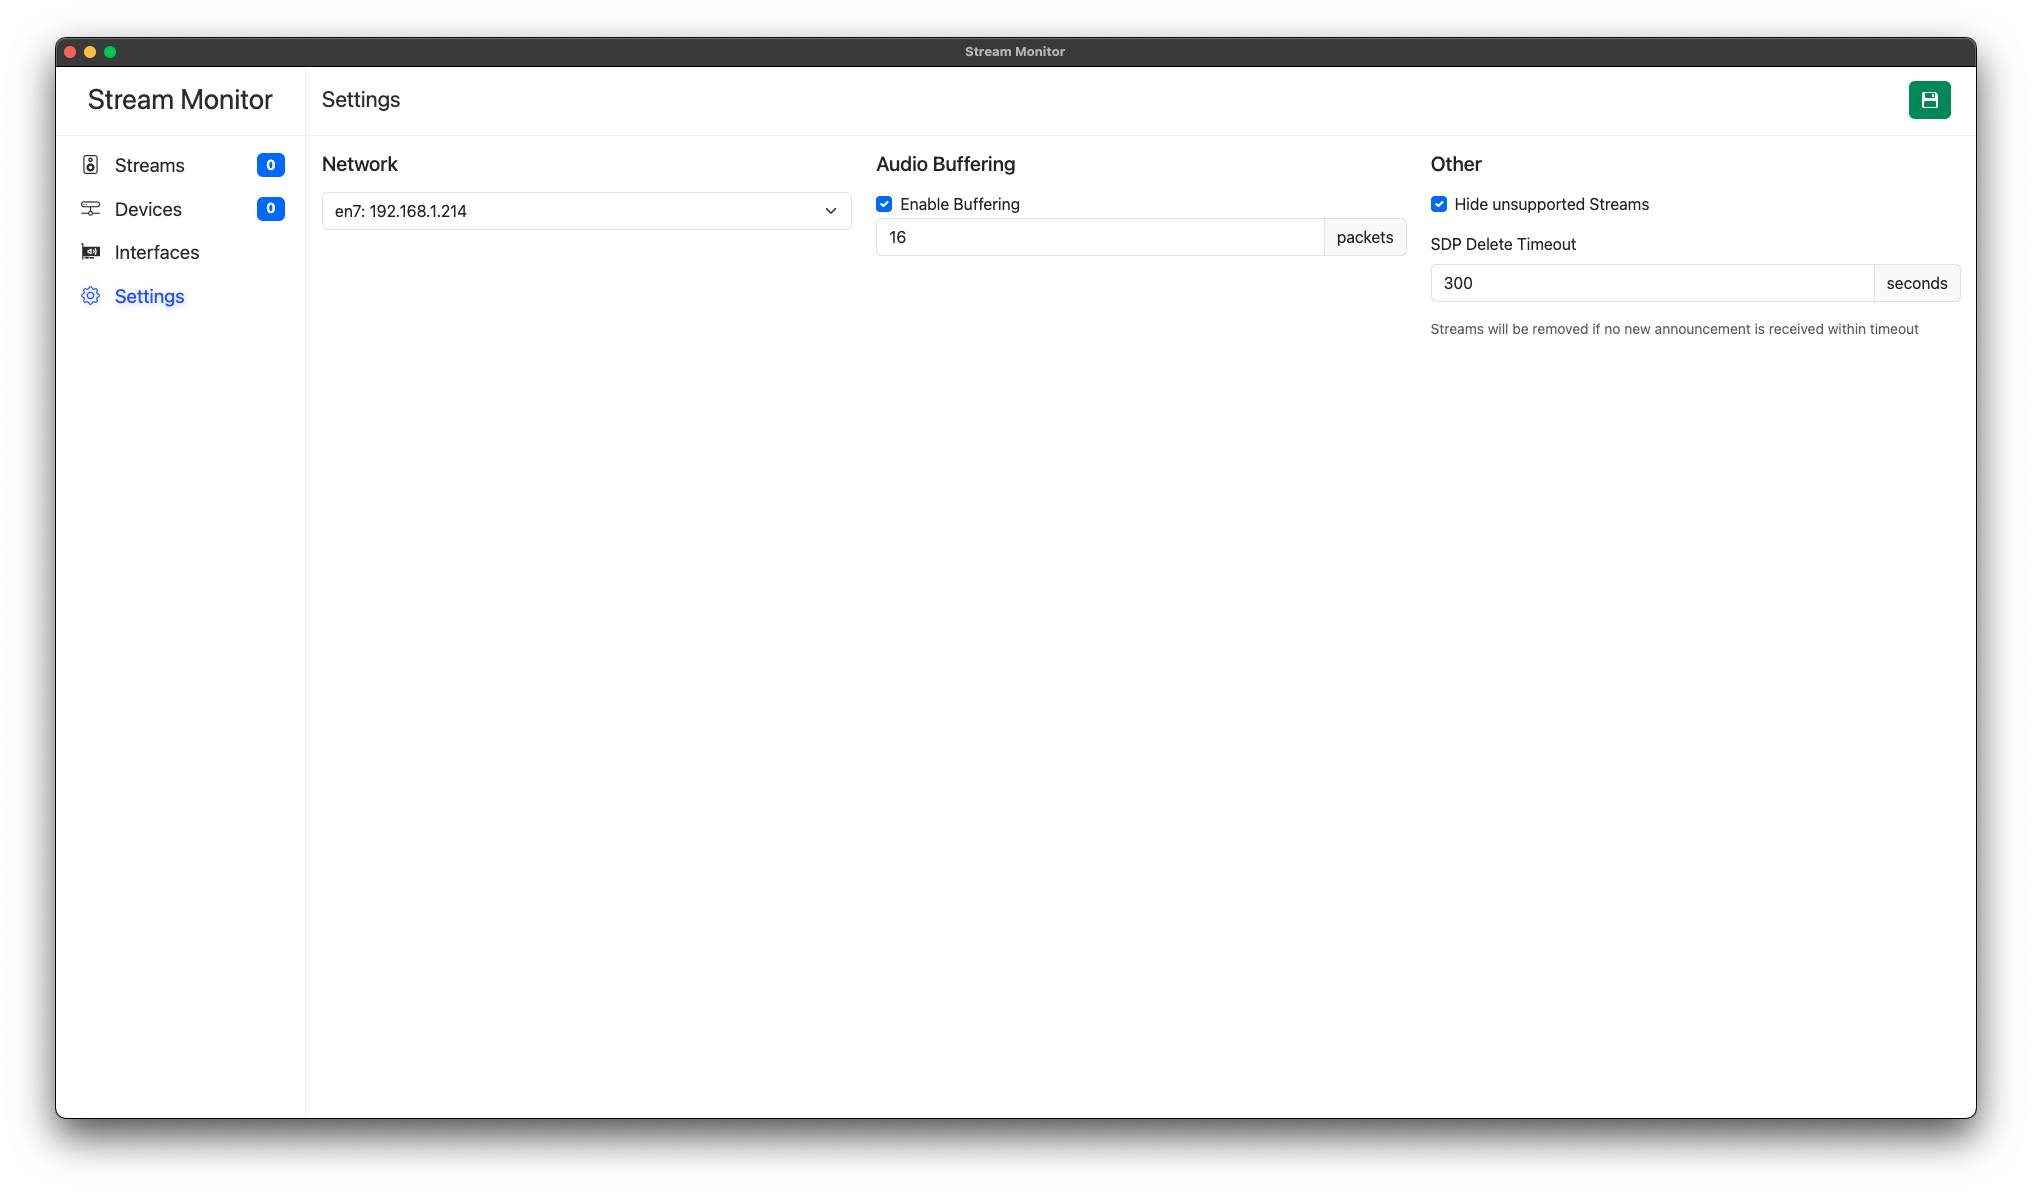 Stream Monitor
Stream Monitor
Settings
Streams 0
Devices 0
Interfaces
Settings
Network
en7: 192.168.1.214
Audio Buffering
Enable Buffering
16 packets
Other
Hide unsupported Streams
SDP Delete Timeout
300 seconds
Streams will be removed if no new announcement is received within timeout